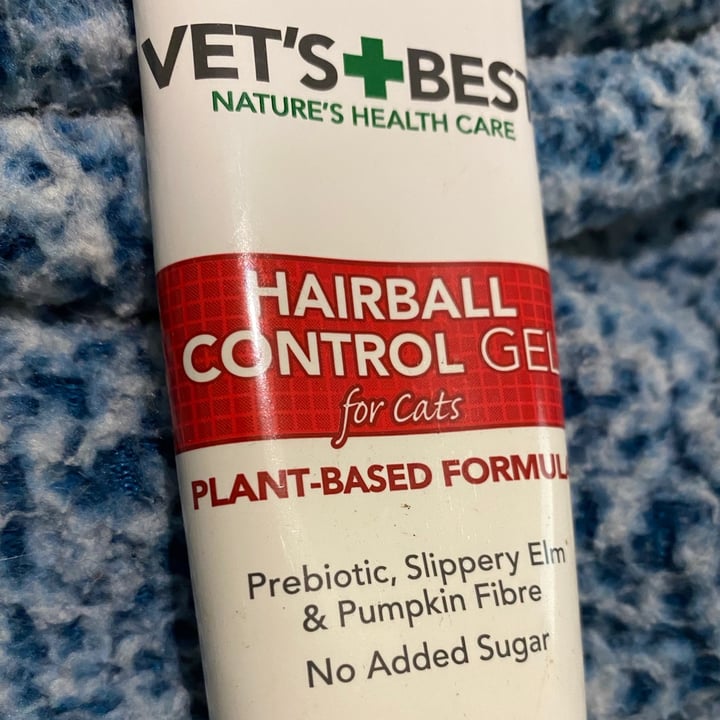 VET'S BEST
NATURE'S HEALTH CARE
HAIRBALL
CONTROL GEL
for Cats
PLANT-BASED FORMULA
Prebiotic, Slippery Elm
& Pumpkin Fibre
No Added Sugar